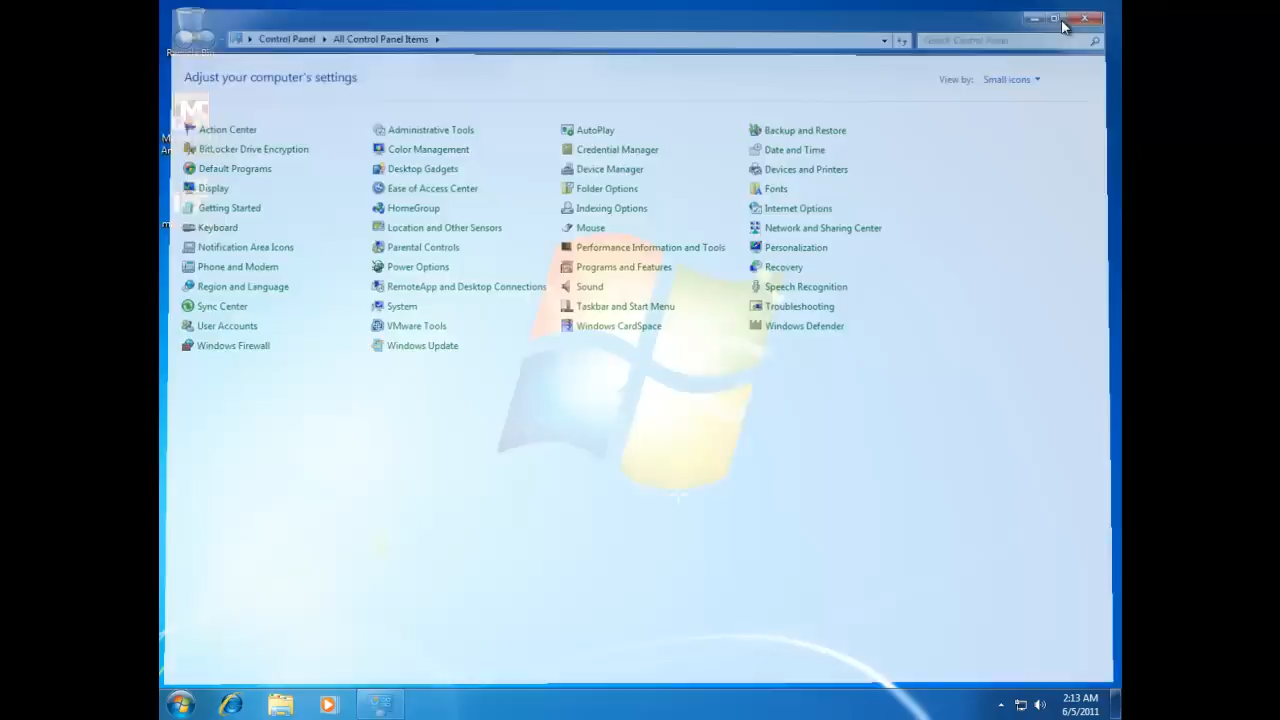 Control Panel ▸ All Control Panel Items ▸
Search Control Panel
Adjust your computer's settings
View by: Small icons
Action Center
Administrative Tools
AutoPlay
Backup and Restore
BitLocker Drive Encryption
Color Management
Credential Manager
Date and Time
Default Programs
Desktop Gadgets
Device Manager
Devices and Printers
Display
Ease of Access Center
Folder Options
Fonts
Getting Started
HomeGroup
Indexing Options
Internet Options
Keyboard
Location and Other Sensors
Mouse
Network and Sharing Center
Notification Area Icons
Parental Controls
Performance Information and Tools
Personalization
Phone and Modem
Power Options
Programs and Features
Recovery
Region and Language
RemoteApp and Desktop Connections
Sound
Speech Recognition
Sync Center
System
Taskbar and Start Menu
Troubleshooting
User Accounts
VMware Tools
Windows CardSpace
Windows Defender
Windows Firewall
Windows Update
2:13 AM
6/5/2011